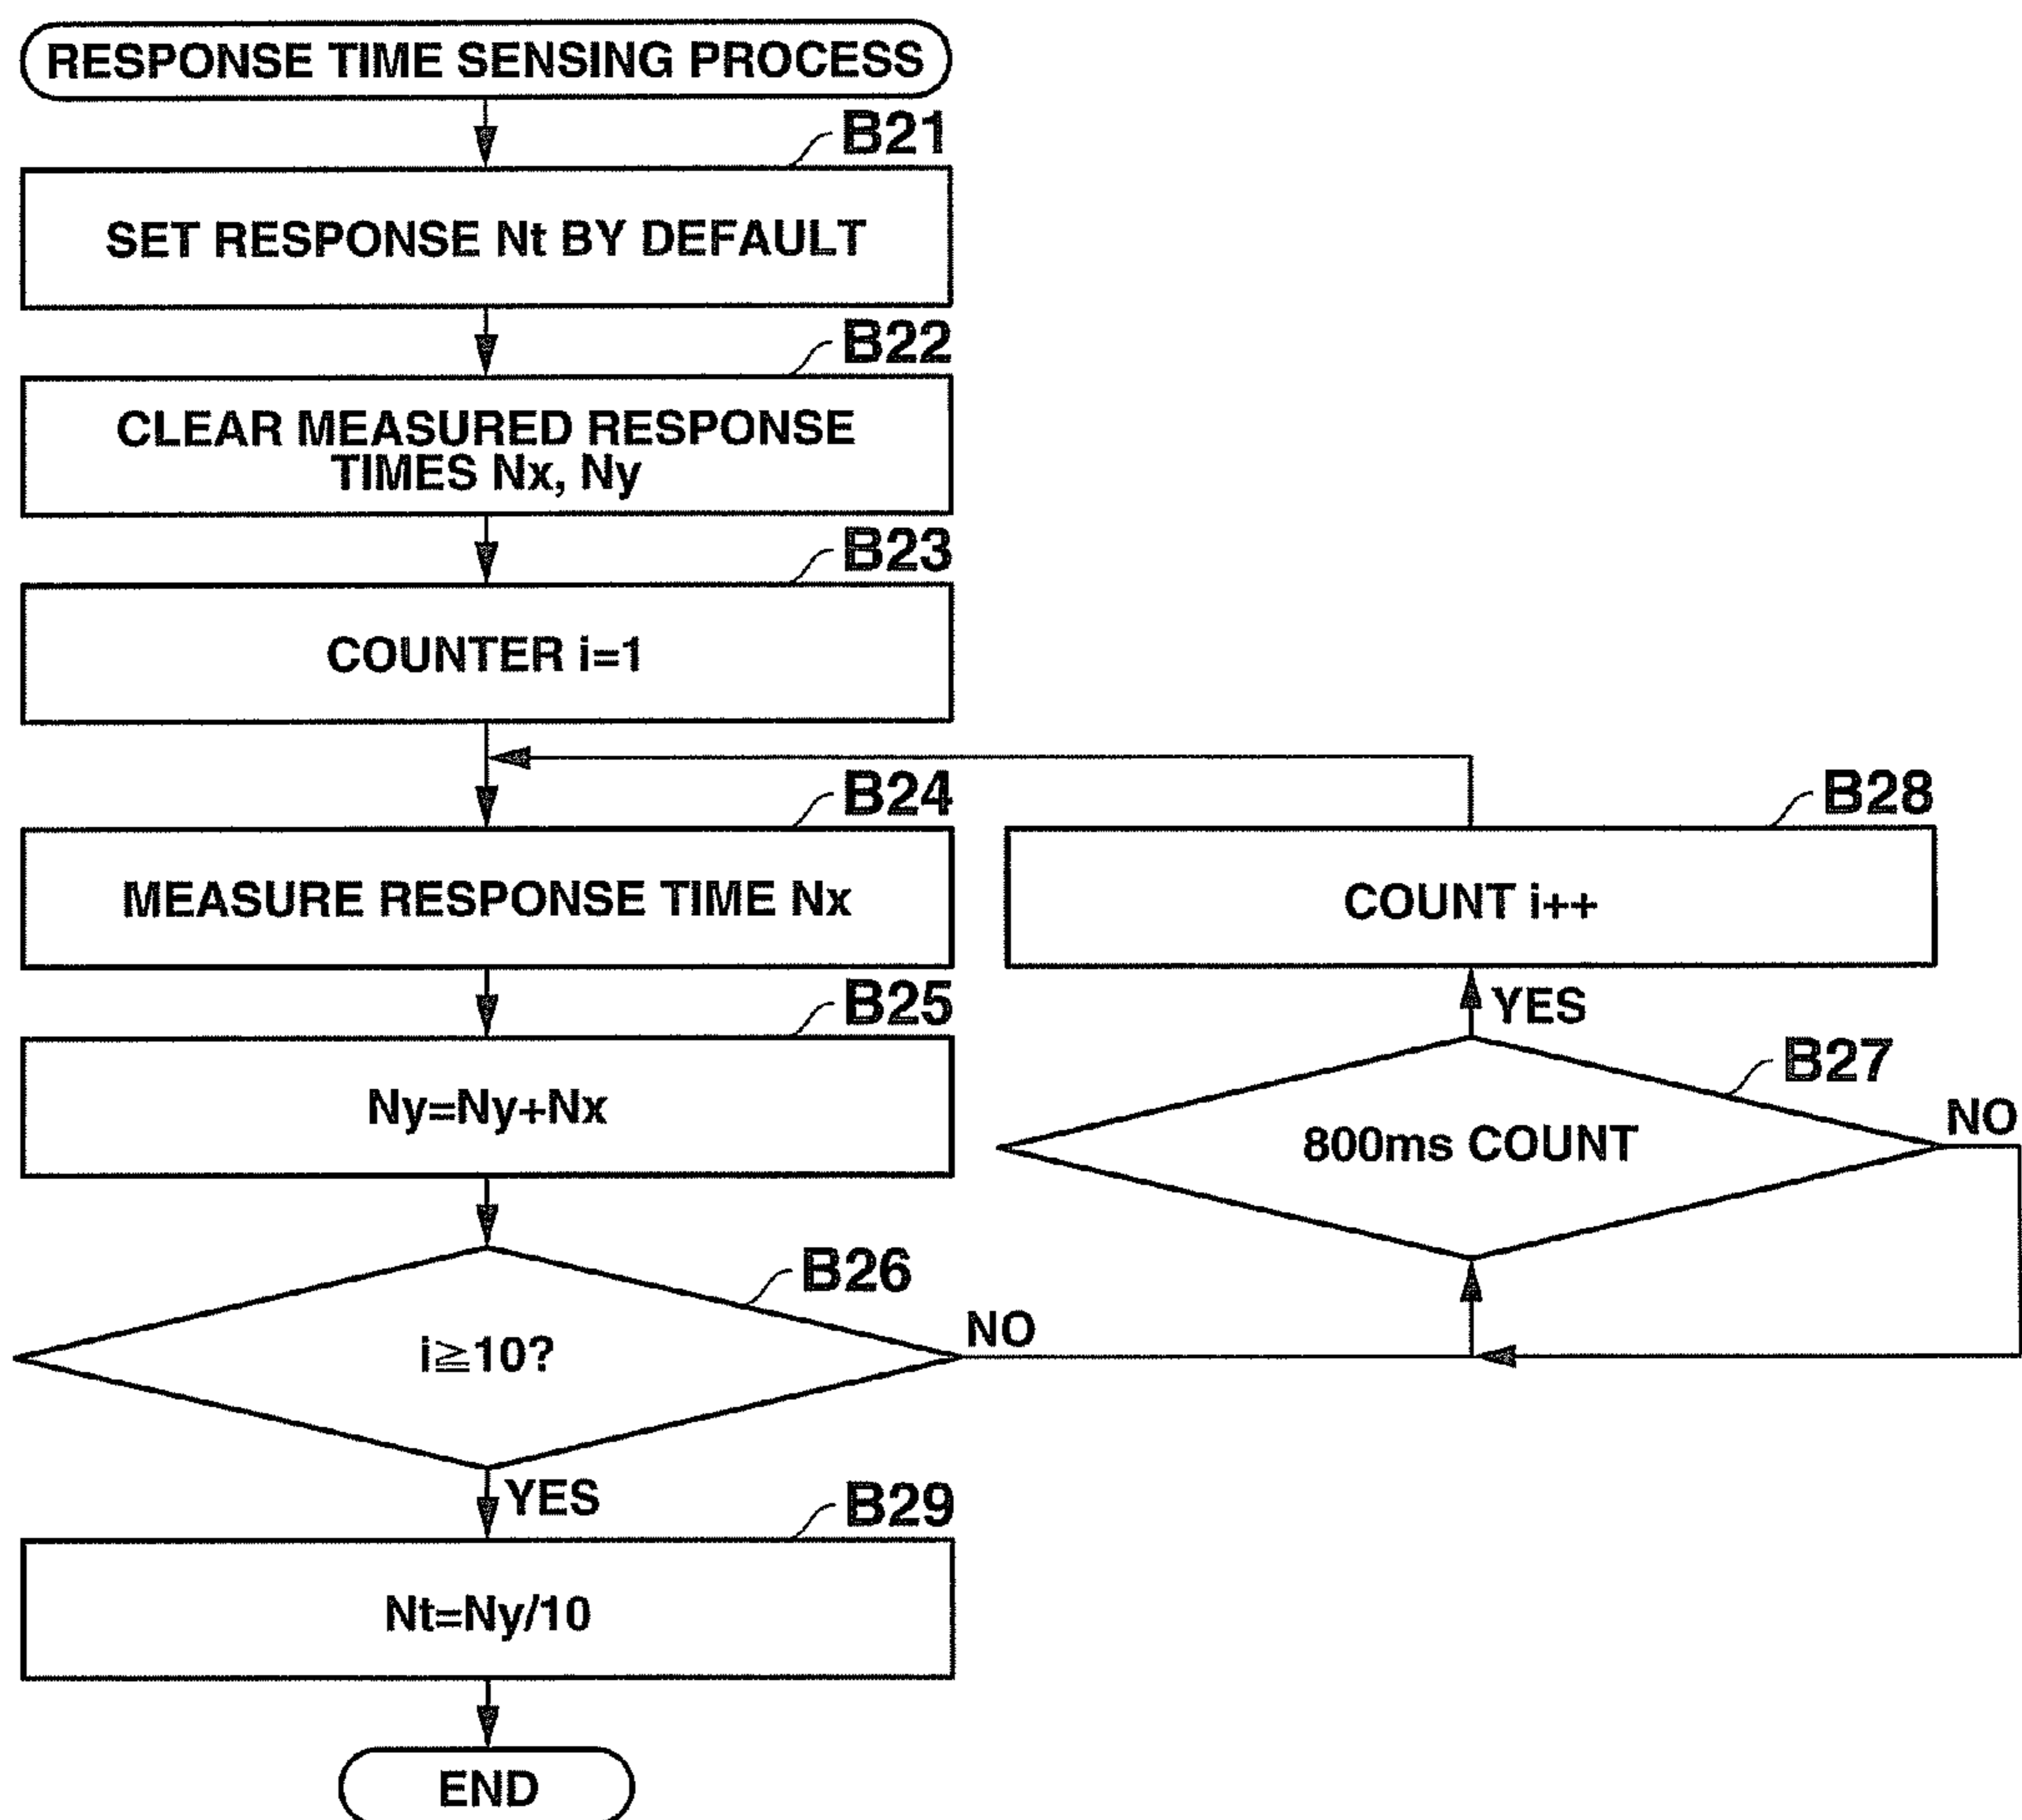 RESPONSE TIME SENSING PROCESS
B21
SET RESPONSE Nt BY DEFAULT
B22
CLEAR MEASURED RESPONSE
TIMES Nx, Ny
B23
COUNTER i=1
B24
MEASURE RESPONSE TIME Nx
B28
COUNT i++
B25
Ny=Ny+Nx
YES
B27
800ms COUNT
NO
B26
i≧10?
NO
YES
B29
Nt=Ny/10
END